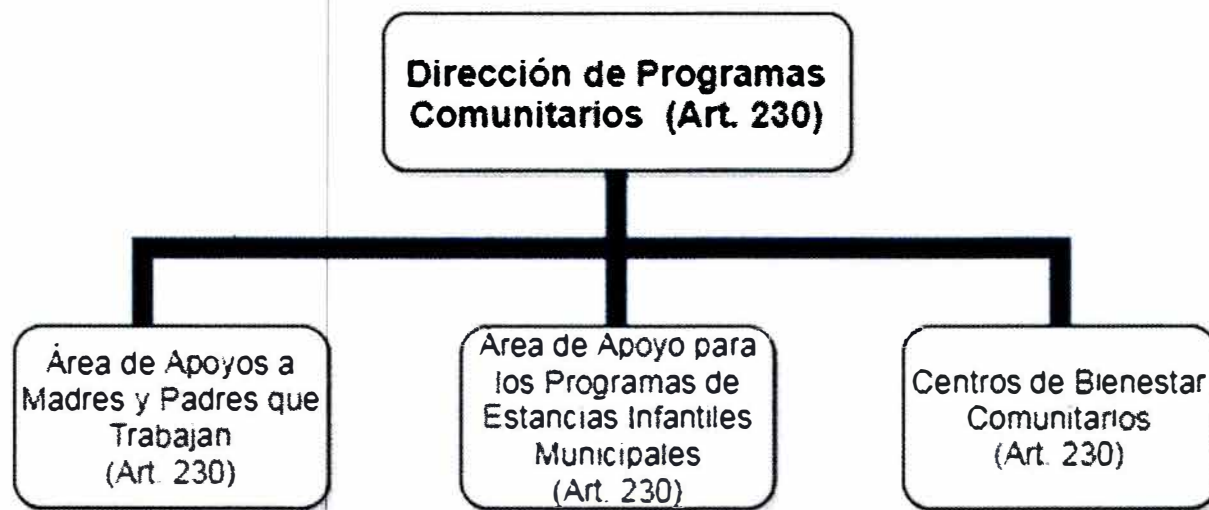 Dirección de Programas
Comunitarios (Art. 230)
Área de Apoyos a
Madres y Padres que
Trabajan
(Art. 230)
Area de Apoyo para
los Programas de
Estancias Infantiles
Municipales
(Art. 230)
Centros de Bienestar
Comunitarios
(Art. 230)